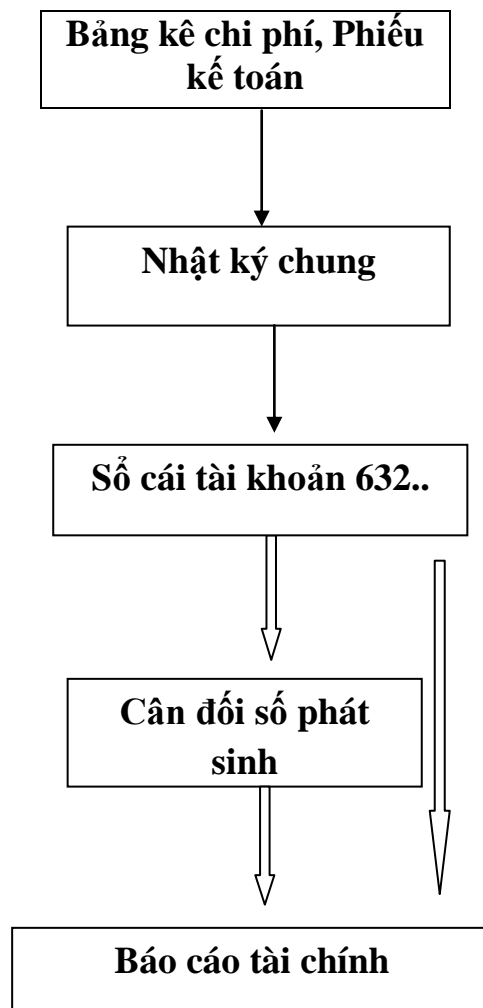 Bảng kê chi phí, Phiếu
kế toán
Nhật ký chung
Sổ cái tài khoản 632..
Cân đối số phát
sinh
Báo cáo tài chính